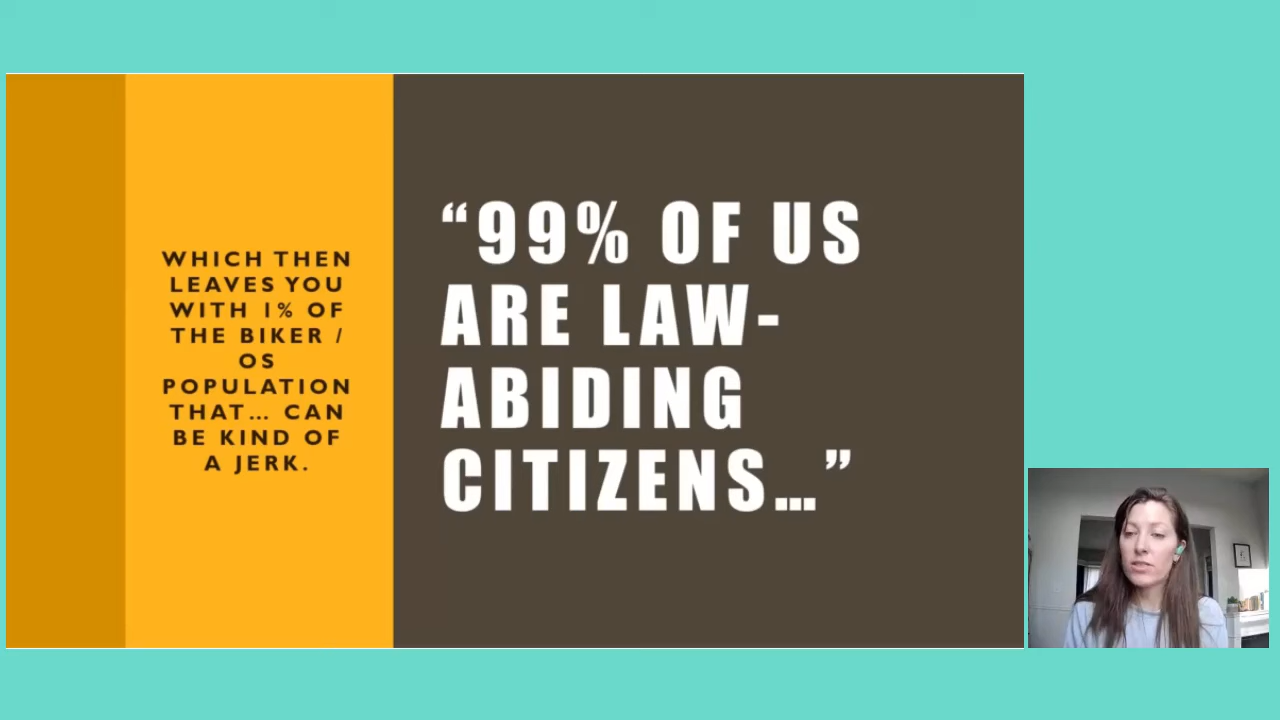 WHICH THEN
LEAVES YOU
WITH 1% OF
THE BIKER /
OS
POPULATION
THAT… CAN
BE KIND OF
A JERK.
“99% OF US
ARE LAW-
ABIDING
CITIZENS…”